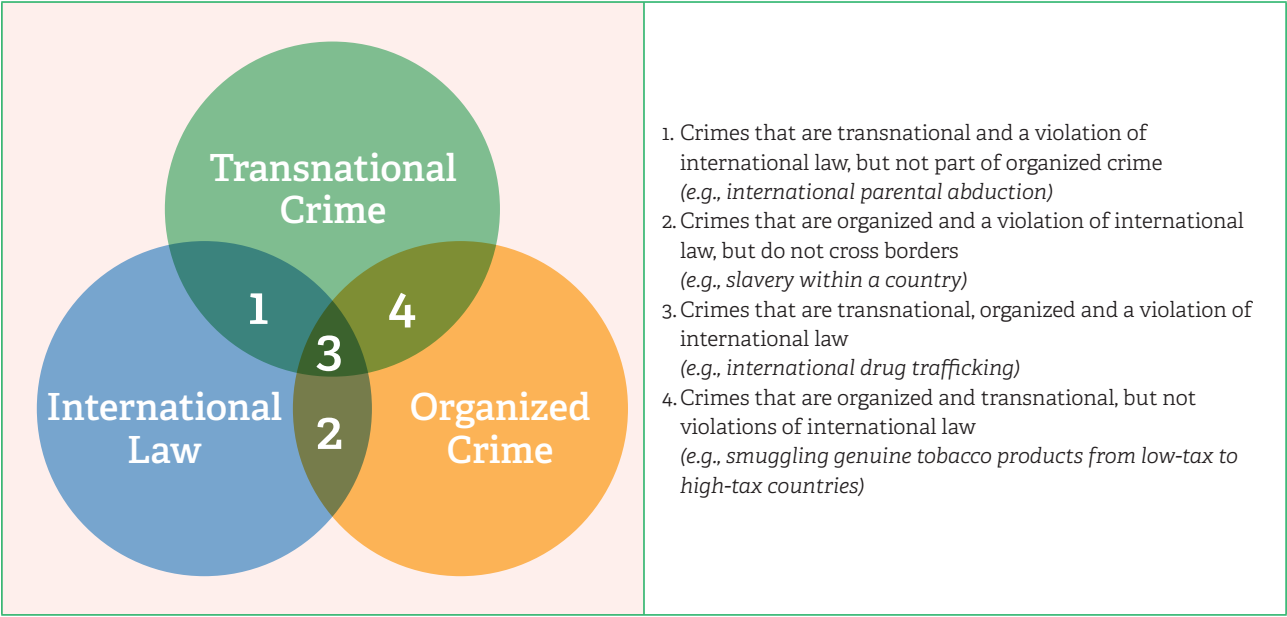 Transnational
Crime
1
4
3
International
Law
Organized
Crime
2
1. Crimes that are transnational and a violation of
international law, but not part of organized crime
(e.g., international parental abduction)
2. Crimes that are organized and a violation of international
law, but do not cross borders
(e.g., slavery within a country)
3. Crimes that are transnational, organized and a violation of
international law
(e.g., international drug trafficking)
4. Crimes that are organized and transnational, but not
violations of international law
(e.g., smuggling genuine tobacco products from low-tax to
high-tax countries)